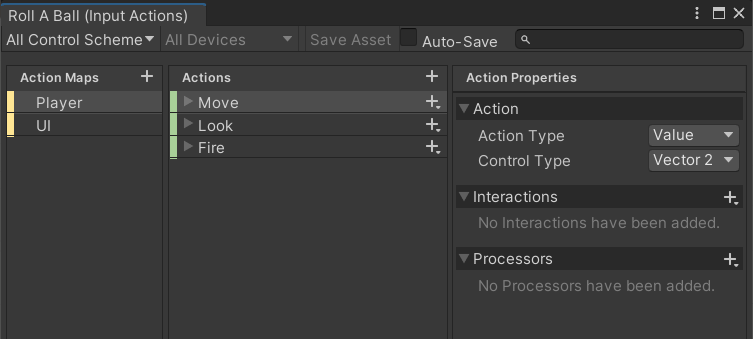 Roll A Ball (Input Actions)
All Control Scheme All Devices Save Asset Auto-Save
Action Maps Actions Action Properties
Player Move Action
UI Look Action Type Value
Fire Control Type Vector 2
Interactions
No Interactions have been added.
Processors
No Processors have been added.